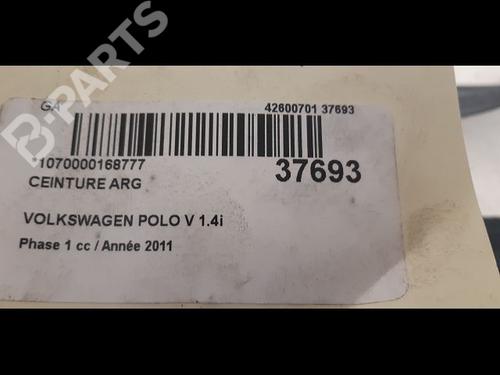 B-PARTS
GA
42600701 37693
*1070000168777
37693
CEINTURE ARG
VOLKSWAGEN POLO V 1.4i
Phase 1 cc / Année 2011